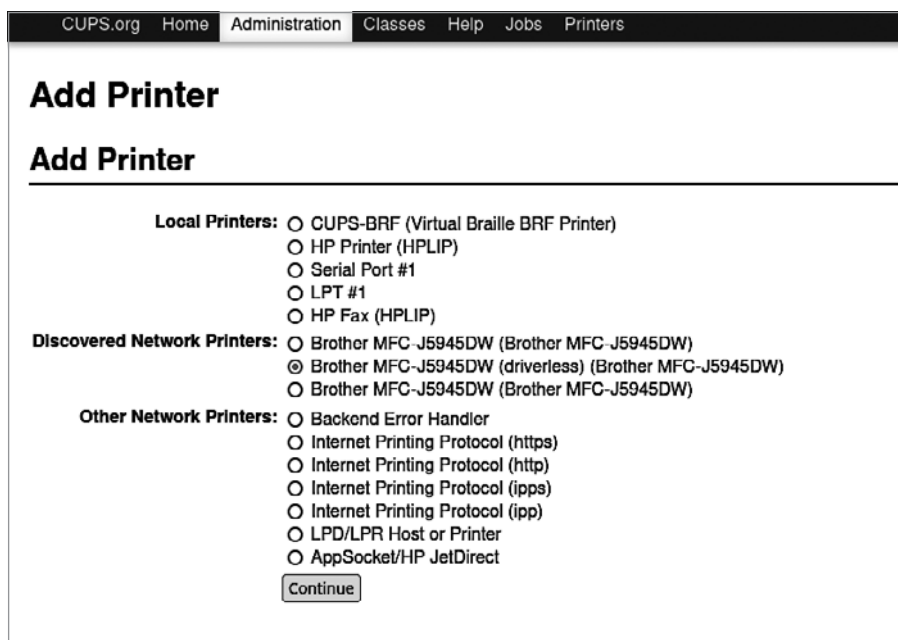 CUPS.org Home Administration Classes Help Jobs Printers
Add Printer
Add Printer
Local Printers: CUPS-BRF (Virtual Braille BRF Printer)
HP Printer (HPLIP)
Serial Port #1
LPT #1
HP Fax (HPLIP)
Discovered Network Printers: Brother MFC-J5945DW (Brother MFC-J5945DW)
Brother MFC-J5945DW (driverless) (Brother MFC-J5945DW)
Brother MFC-J5945DW (Brother MFC-J5945DW)
Other Network Printers: Backend Error Handler
Internet Printing Protocol (https)
Internet Printing Protocol (http)
Internet Printing Protocol (ipps)
Internet Printing Protocol (ipp)
LPD/LPR Host or Printer
AppSocket/HP JetDirect
Continue